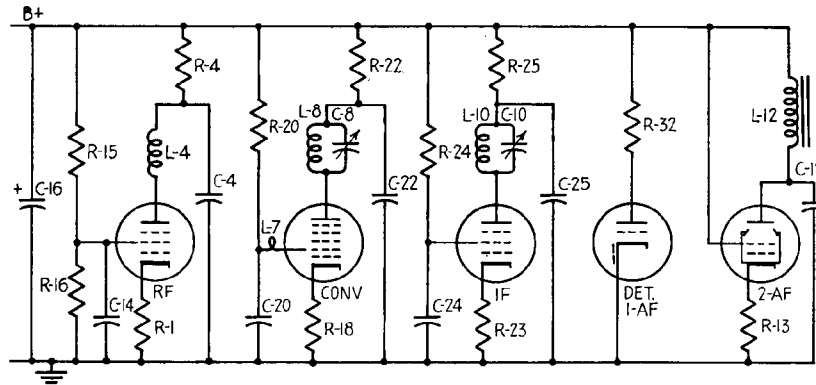 B+
R-4
R-22
R-25
L-8
C-8
L-10
C-10
L-12
R-20
R-32
R-15
L-4
R-24
C-16
+
C-4
C-22
C-25
L-7
R-16
C-14
RF
CONV
IF
DET.
1-AF
2-AF
C-20
C-24
R-1
R-18
R-23
R-13